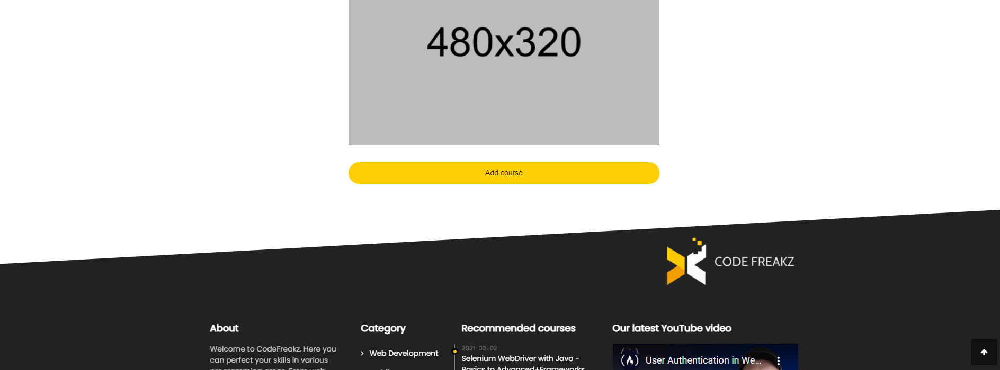 480x320
Add course
CODE FREAKZ
About
Welcome to CodeFreakz. Here you
can perfect your skills in various
Category
Web Development
Recommended courses
2021-03-02
Selenium WebDriver with Java -
Basics to Advanced+Frameworks
Our latest YouTube video
User Authentication in We...